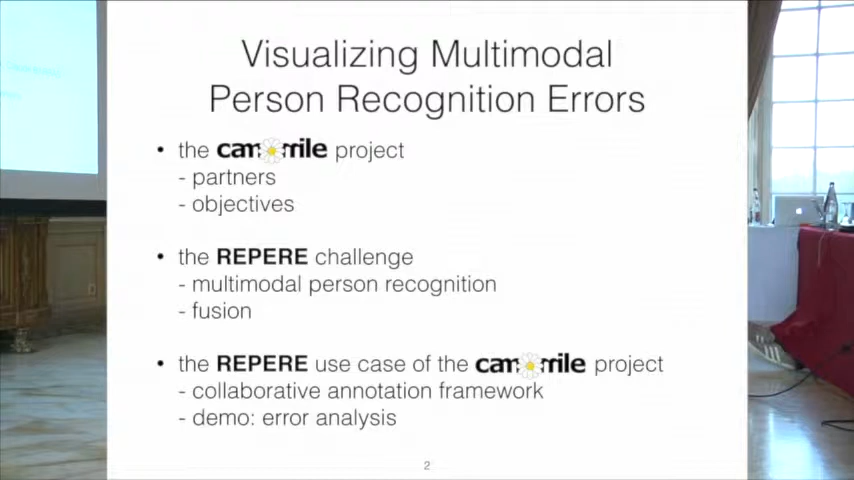 Visualizing Multimodal
Person Recognition Errors
• the camomile project
- partners
- objectives
• the REPERE challenge
- multimodal person recognition
- fusion
• the REPERE use case of the camomile project
- collaborative annotation framework
- demo: error analysis
2